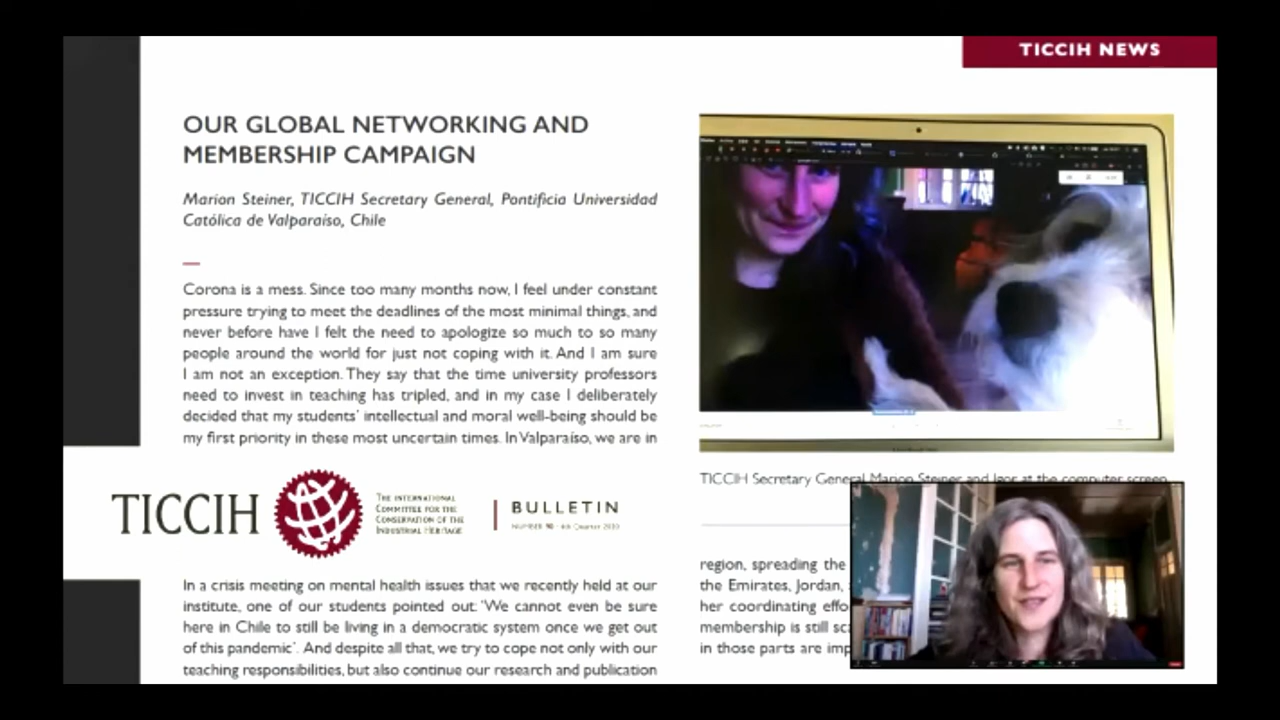 TICCIH NEWS
OUR GLOBAL NETWORKING AND
MEMBERSHIP CAMPAIGN
Marion Steiner, TICCIH Secretary General, Pontificia Universidad
Católica de Valparaíso, Chile
Corona is a mess. Since too many months now, I feel under constant
pressure trying to meet the deadlines of the most minimal things, and
never before have I felt the need to apologize so much to so many
people around the world for just not coping with it. And I am sure
I am not an exception. They say that the time university professors
need to invest in teaching has tripled, and in my case I deliberately
decided that my students' intellectual and moral well-being should be
my first priority in these most uncertain times. In Valparaíso, we are in
TICCIH
THE INTERNATIONAL
COMMITTEE FOR THE
CONSERVATION OF THE
INDUSTRIAL HERITAGE
BULLETIN
NUMBER 90 · 4th Quarter
In a crisis meeting on mental health issues that we recently held at our
institute, one of our students pointed out: 'We cannot even be sure
here in Chile to still be living in a democratic system once we get out
of this pandemic'. And despite all that, we try to cope not only with our
teaching responsibilities, but also continue our research and publication
TICCIH Secretary General Marion Steiner and Igor at the computer screen
region, spreading the
the Emirates, Jordan,
her coordinating
membership is still
in those parts are